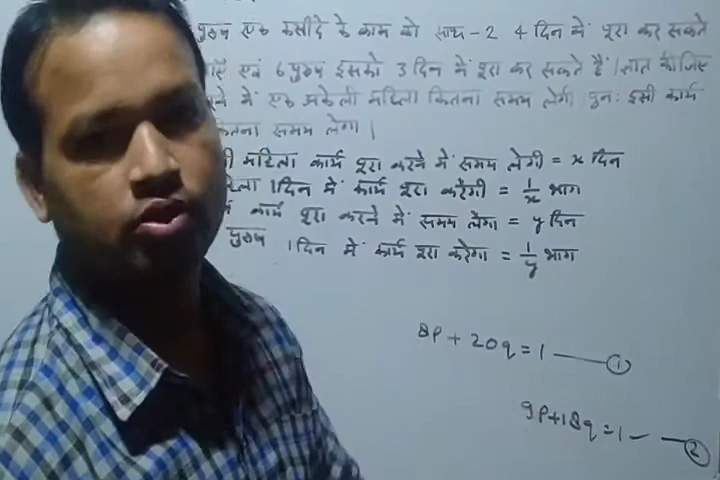 पुरुष एक कसीदे के काम को साथ-2 4 दिन में पूरा कर सकते
एवं 6 पुरुष इसको 3 दिन में पूरा कर सकते हैं। ज्ञात कीजिए
में एक अकेली महिला कितना समय लेगी। पुनः इसी कार्य
कितना समय लेगा।
महिला कार्य पूरा करने में समय लेगी = x दिन
1 दिन में कार्य पूरा करेगी = 1/x भाग
कार्य पूरा करने में समय लेगा = y दिन
पुरुष 1 दिन में कार्य पूरा करेगा = 1/y भाग
8p + 20q = 1 — ①
9p + 18q = 1 — ②